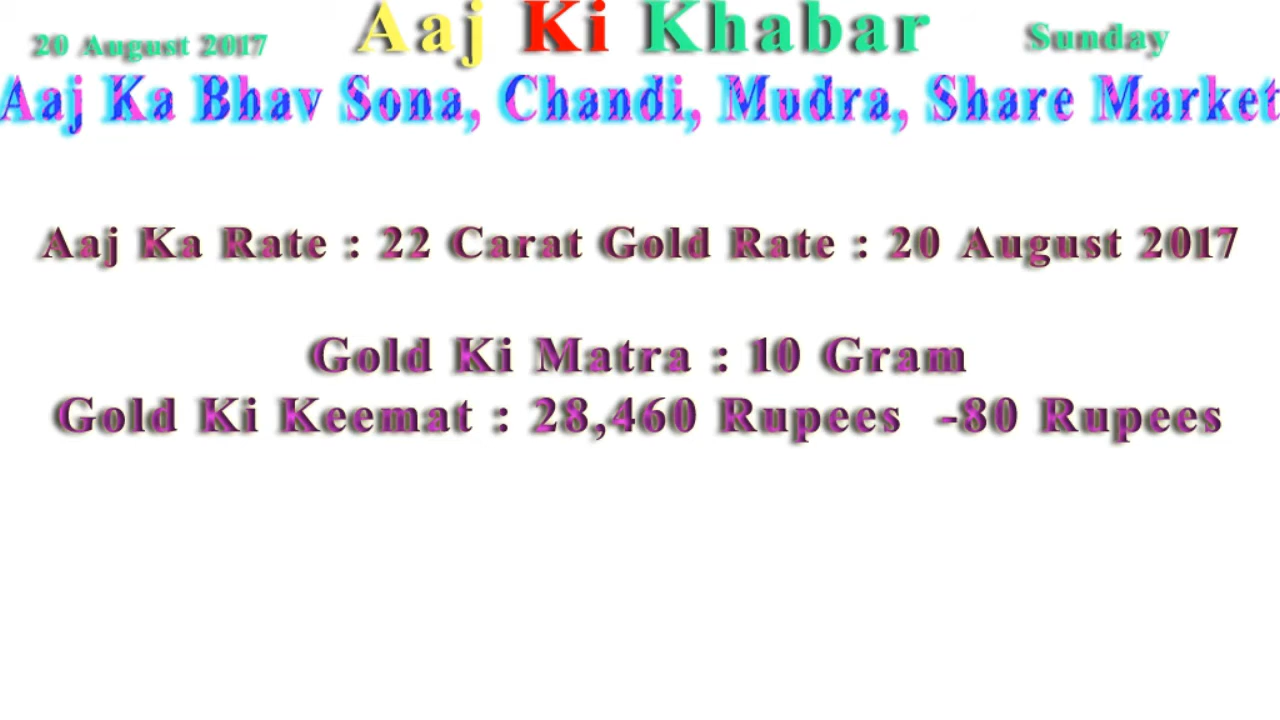 20 August 2017 Aaj Ki Khabar Sunday
Aaj Ka Bhav Sona, Chandi, Mudra, Share Market
Aaj Ka Rate : 22 Carat Gold Rate : 20 August 2017
Gold Ki Matra : 10 Gram
Gold Ki Keemat : 28,460 Rupees -80 Rupees